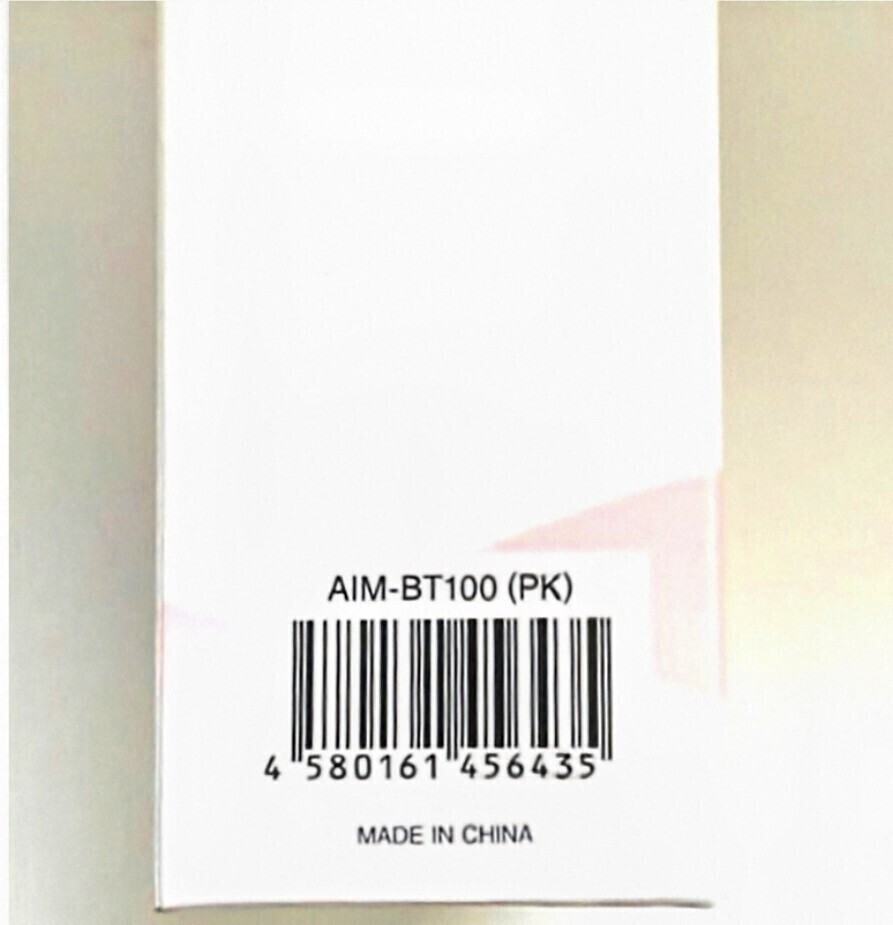 AIM-BT100 (PK)
4 580161 456435
MADE IN CHINA